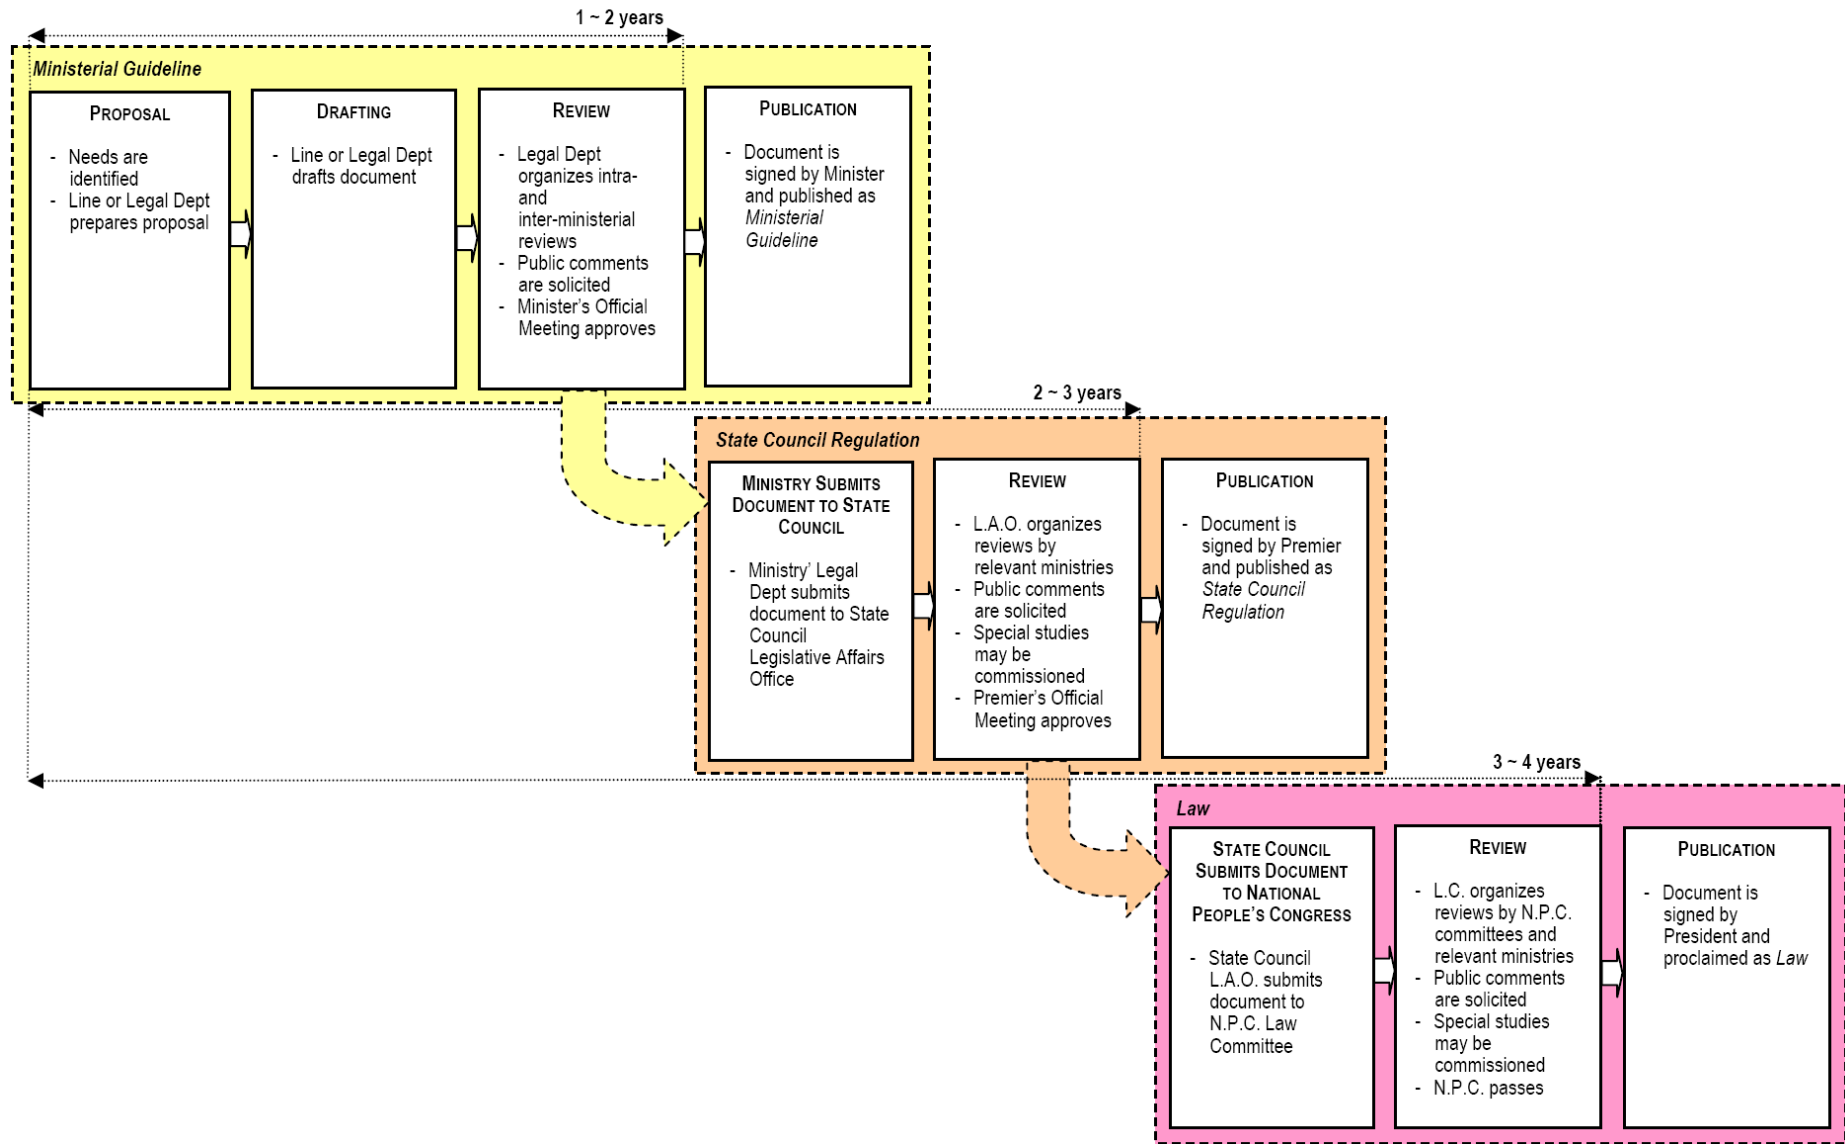 1 ~ 2 years
Ministerial Guideline
PROPOSAL
- Needs are
identified
- Line or Legal Dept
prepares proposal
DRAFTING
- Line or Legal Dept
drafts document
REVIEW
- Legal Dept
organizes intra-
and
inter-ministerial
reviews
- Public comments
are solicited
- Minister's Official
Meeting approves
PUBLICATION
- Document is
signed by Minister
and published as
Ministerial
Guideline
2 ~ 3 years
State Council Regulation
MINISTRY SUBMITS
DOCUMENT TO STATE
COUNCIL
- Ministry' Legal
Dept submits
document to State
Council
Legislative Affairs
Office
REVIEW
- L.A.O. organizes
reviews by
relevant ministries
- Public comments
are solicited
- Special studies
may be
commissioned
- Premier's Official
Meeting approves
PUBLICATION
- Document is
signed by Premier
and published as
State Council
Regulation
3 ~ 4 years
Law
STATE COUNCIL
SUBMITS DOCUMENT
TO NATIONAL
PEOPLE'S CONGRESS
- State Council
L.A.O. submits
document to
N.P.C. Law
Committee
REVIEW
- L.C. organizes
reviews by N.P.C.
committees and
relevant ministries
- Public comments
are solicited
- Special studies
may be
commissioned
- N.P.C. passes
PUBLICATION
- Document is
signed by
President and
proclaimed as Law